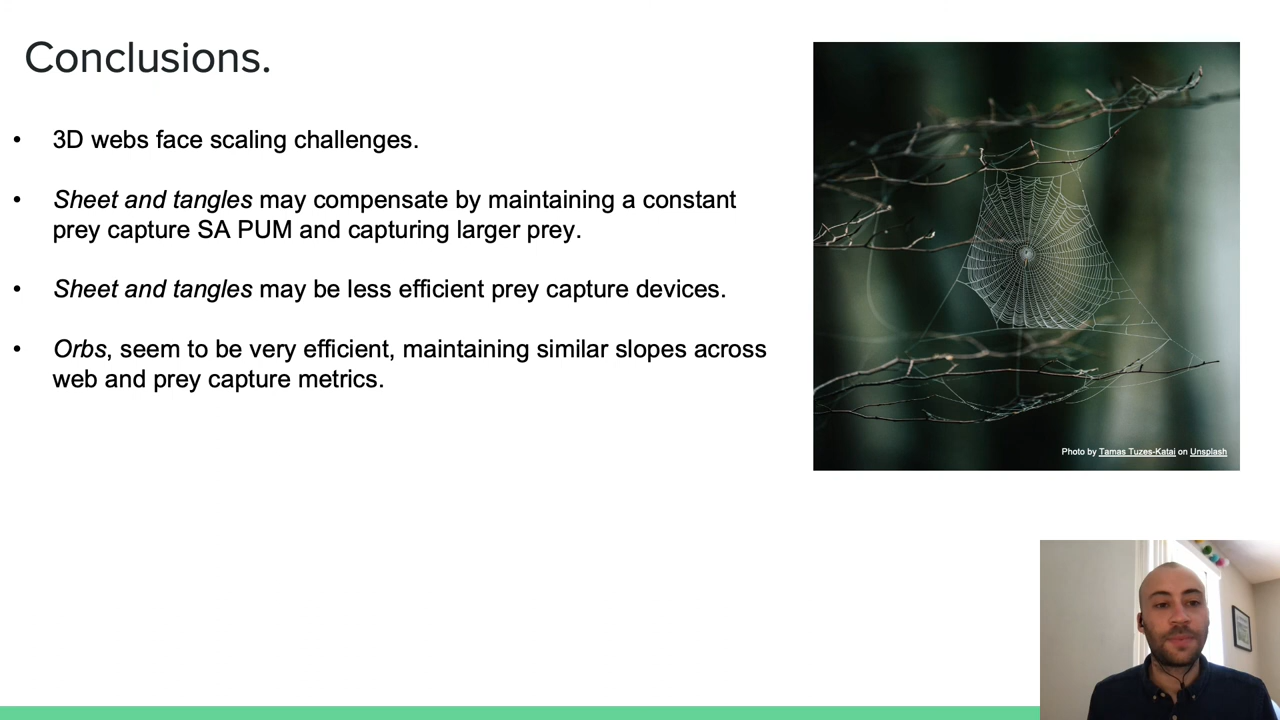 Conclusions.
• 3D webs face scaling challenges.
• Sheet and tangles may compensate by maintaining a constant
prey capture SA PUM and capturing larger prey.
• Sheet and tangles may be less efficient prey capture devices.
• Orbs, seem to be very efficient, maintaining similar slopes across
web and prey capture metrics.
Photo by Tamas Tuzes-Katai on Unsplash